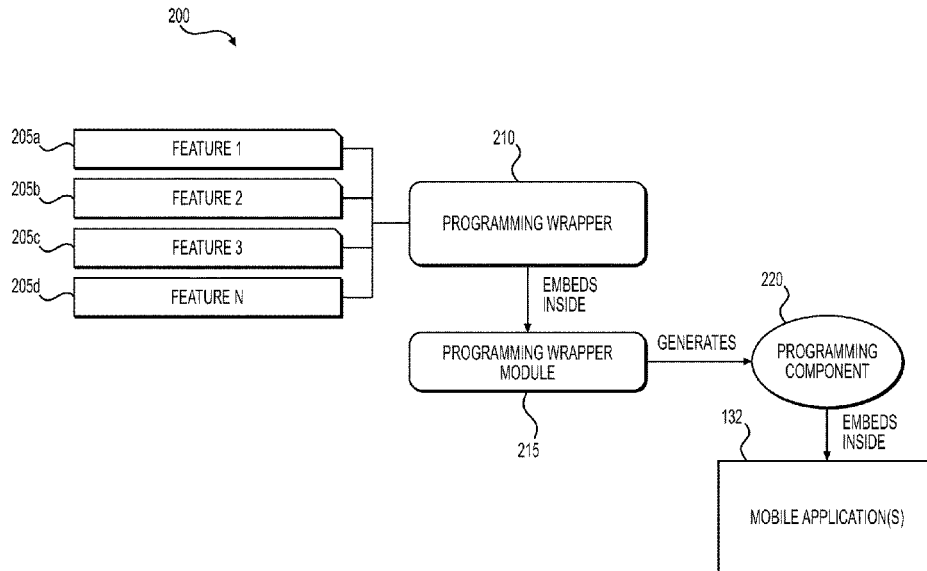 200
205a
FEATURE 1
205b
FEATURE 2
205c
FEATURE 3
205d
FEATURE N
210
PROGRAMMING WRAPPER
EMBEDS
INSIDE
PROGRAMMING WRAPPER
MODULE
215
GENERATES
220
PROGRAMMING
COMPONENT
EMBEDS
INSIDE
132
MOBILE APPLICATION(S)